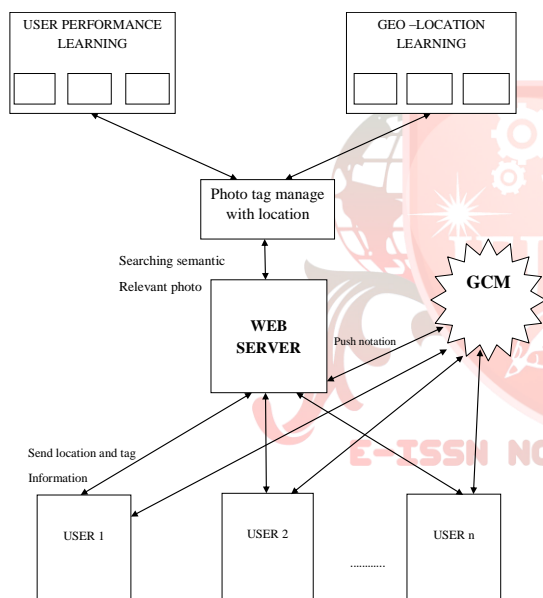 USER PERFORMANCE
LEARNING
GEO –LOCATION
LEARNING
Photo tag manage
with location
Searching semantic
Relevant photo
GCM
WEB
SERVER
Push notation
Send location and tag
Information
E-ISSN NO
USER 1
USER 2
USER n
............